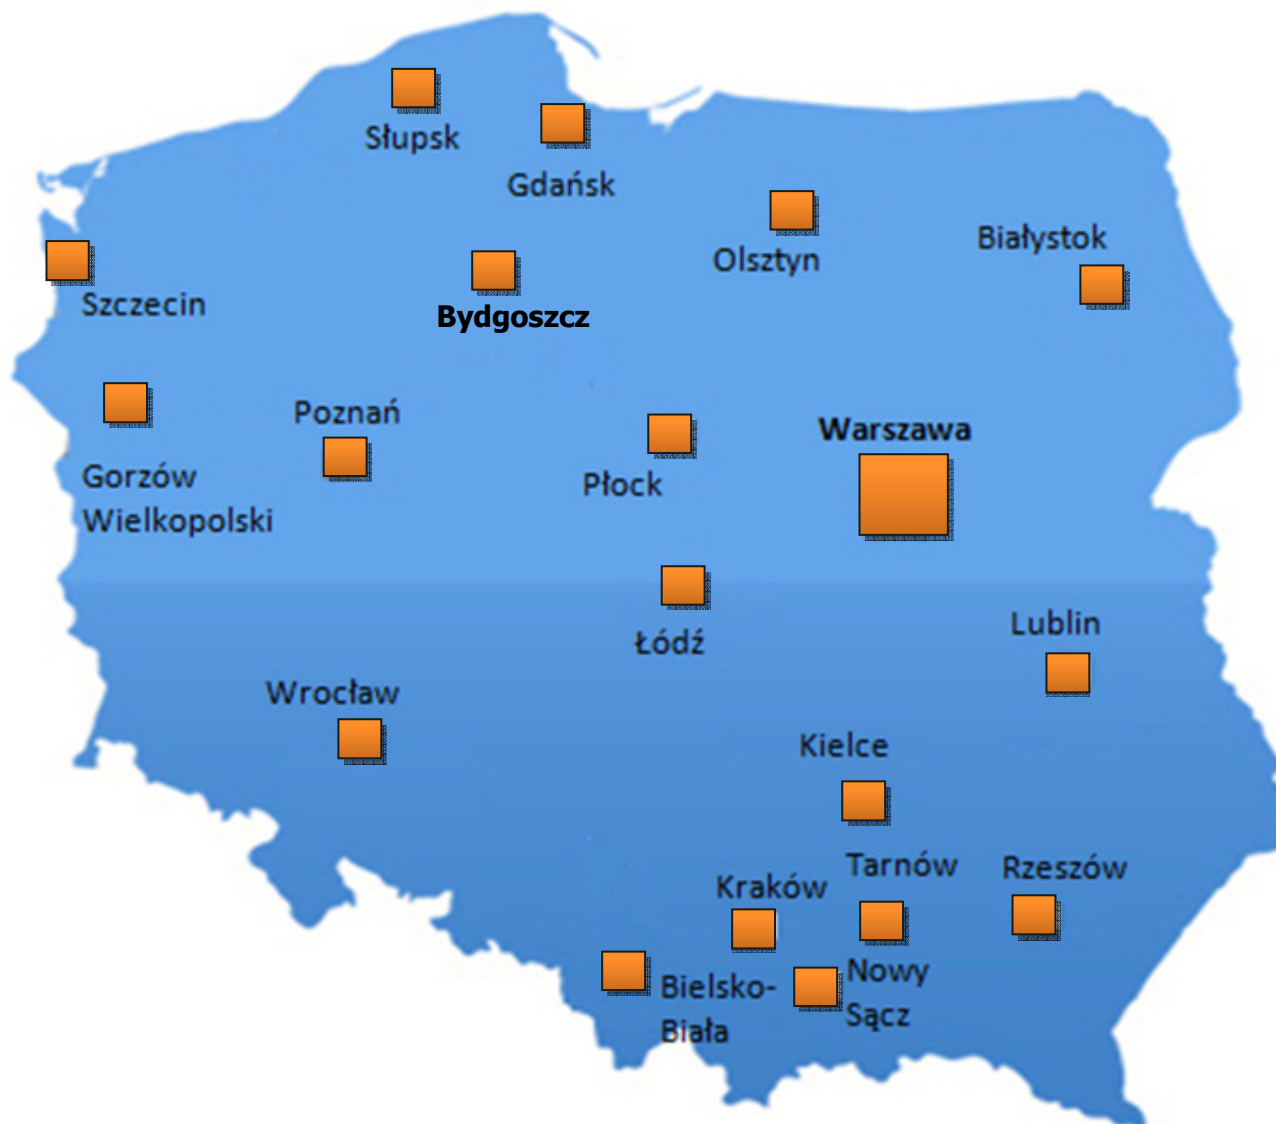 Słupsk
Gdańsk
Białystok
Olsztyn
Szczecin
Bydgoszcz
Poznań
Warszawa
Gorzów
Wielkopolski
Płock
Lublin
Łódź
Wrocław
Kielce
Tarnów
Rzeszów
Kraków
Nowy
Sącz
Bielsko-
Biała